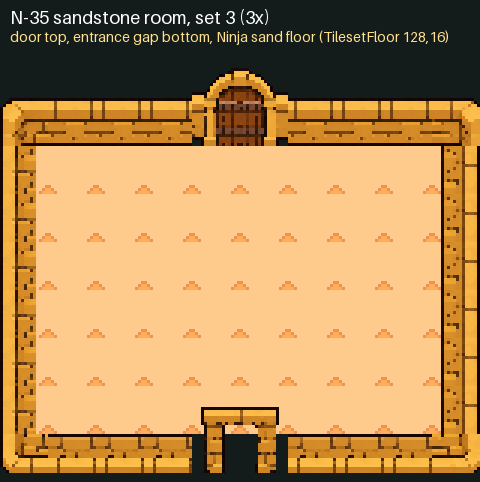 N-35 sandstone room, set 3 (3x)
door top, entrance gap bottom, Ninja sand floor (TilesetFloor 128,16)